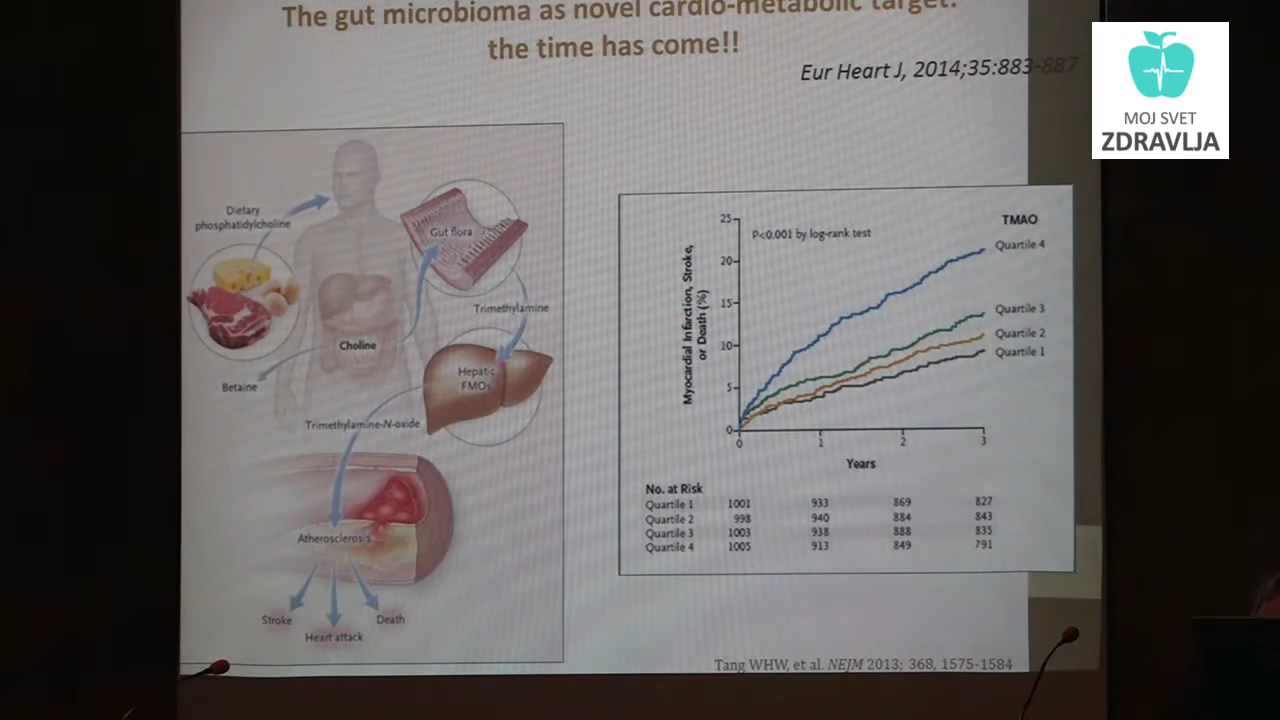 The gut microbioma as novel cardio-metabolic target:
the time has come!!
Eur Heart J, 2014;35:883-887
MOJ SVET
ZDRAVLJA
Dietary
phosphatidylcholine
Gut flora
Trimethylamine
Choline
Betaine
Hepatic
FMOs
Trimethylamine-N-oxide
Atherosclerosis
Stroke
Heart attack
Death
Myocardial Infarction, Stroke,
or Death (%)
25
20
15
10
5
0
P<0.001 by log-rank test
TMAO
Quartile 4
Quartile 3
Quartile 2
Quartile 1
0 1 2 3
Years
No. at Risk
Quartile 1 1001 933 869 827
Quartile 2 998 940 884 843
Quartile 3 1003 938 888 835
Quartile 4 1005 913 849 791
Tang WHW, et al. NEJM 2013; 368, 1575-1584